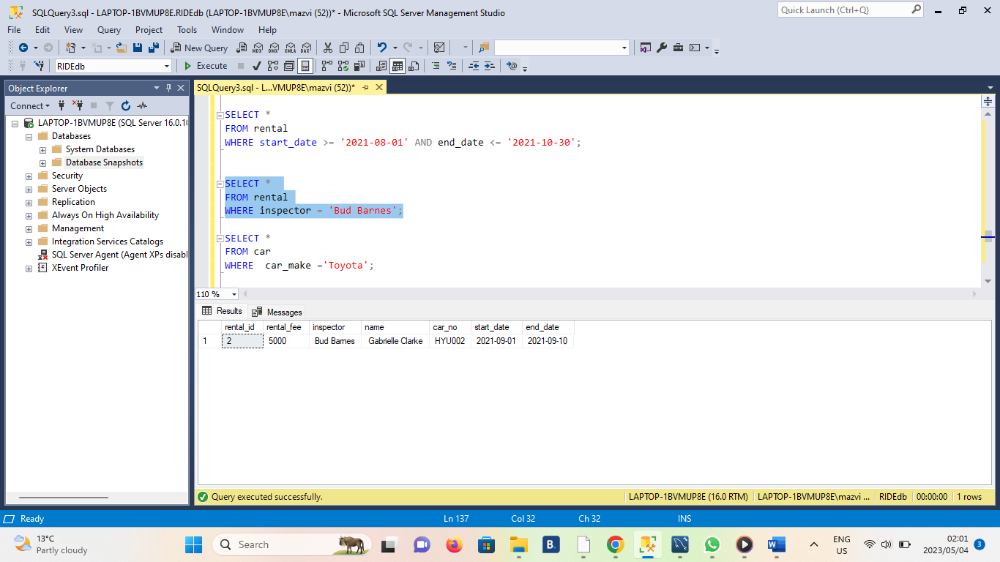 SQLQuery3.sql - LAPTOP-1BVMUP8E.RIDEdb (LAPTOP-1BVMUP8E\mazvi (52))* - Microsoft SQL Server Management Studio
Quick Launch (Ctrl+Q)
File Edit View Query Project Tools Window Help
New Query
MDX DMX XMLA DAX
RIDEdb
Execute
Object Explorer
SQLQuery3.sql - L...VMUP8E\mazvi (52))*
Connect
LAPTOP-1BVMUP8E (SQL Server 16.0.10
Databases
System Databases
Database Snapshots
Security
Server Objects
Replication
Always On High Availability
Management
Integration Services Catalogs
SQL Server Agent (Agent XPs disabl
XEvent Profiler
SELECT *
FROM rental
WHERE start_date >= '2021-08-01' AND end_date <= '2021-10-30';
SELECT *
FROM rental
WHERE inspector = 'Bud Barnes';
SELECT *
FROM car
WHERE  car_make ='Toyota';
110 %
Results Messages
rental_id rental_fee inspector name car_no start_date end_date
1 2 5000 Bud Barnes Gabrielle Clarke HYU002 2021-09-01 2021-09-10
Query executed successfully.
LAPTOP-1BVMUP8E (16.0 RTM) LAPTOP-1BVMUP8E\mazvi ... RIDEdb 00:00:00 1 rows
Ready Ln 137 Col 32 Ch 32 INS
13°C
Partly cloudy
Search
B.
W
ENG
US
02:01
2023/05/04
3